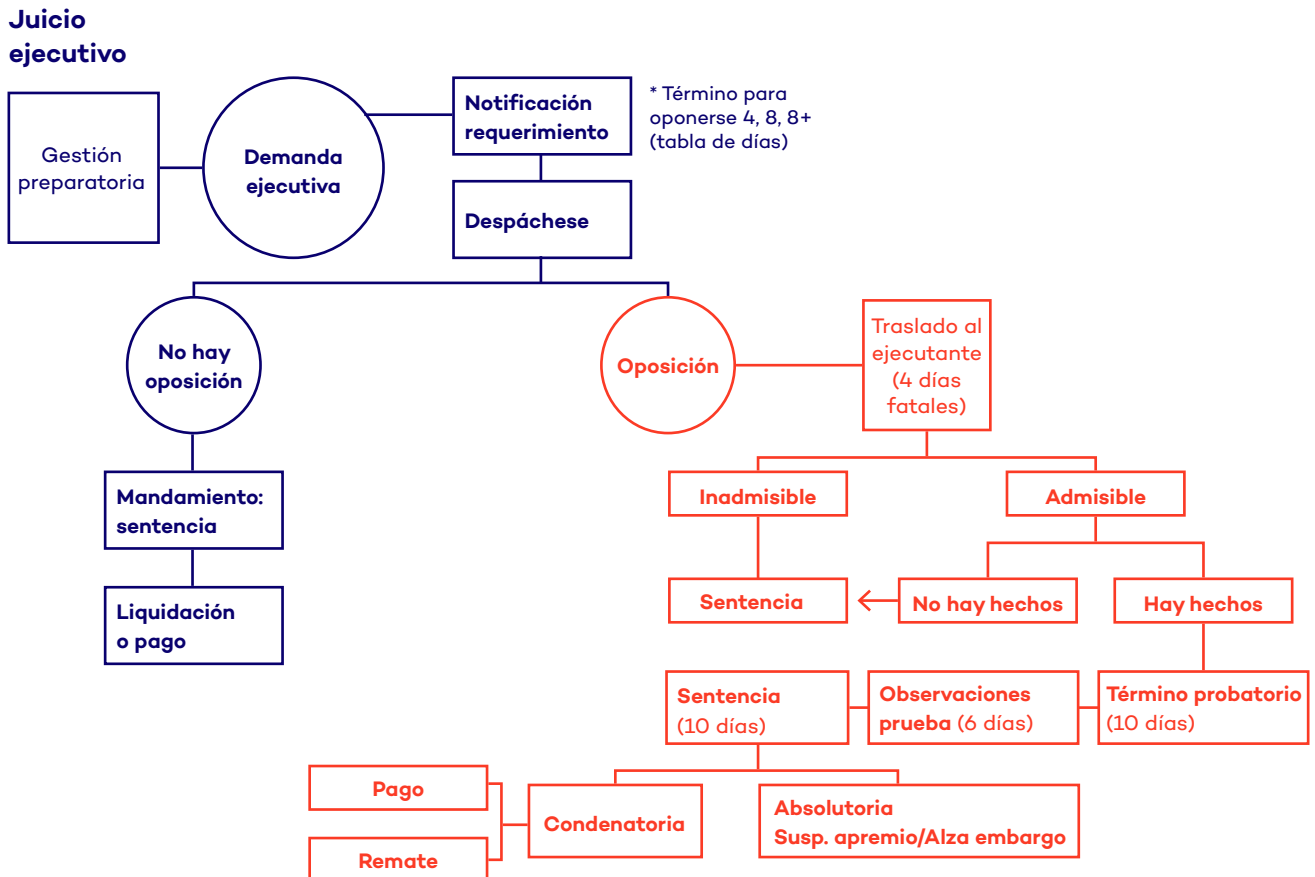 Juicio
ejecutivo
Gestión
preparatoria
Demanda
ejecutiva
Notificación
requerimiento
* Término para
oponerse 4, 8, 8+
(tabla de días)
Despáchese
No hay
oposición
Oposición
Traslado al
ejecutante
(4 días
fatales)
Mandamiento:
sentencia
Inadmisible
Admisible
Liquidación
o pago
Sentencia
No hay hechos
Hay hechos
Sentencia
(10 días)
Observaciones
prueba (6 días)
Término probatorio
(10 días)
Pago
Remate
Condenatoria
Absolutoria
Susp. apremio/Alza embargo